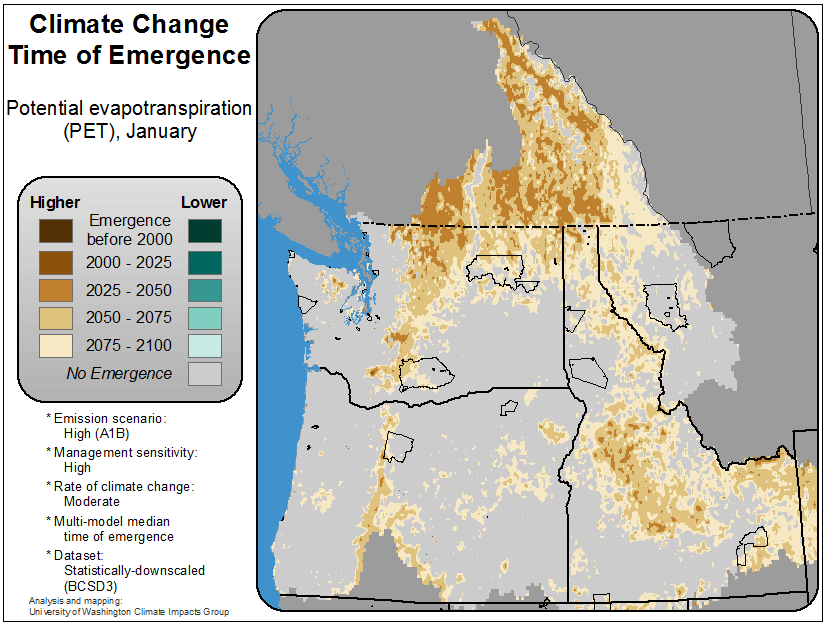 Climate Change
Time of Emergence
Potential evapotranspiration
(PET), January
Higher Lower
Emergence
before 2000
2000 - 2025
2025 - 2050
2050 - 2075
2075 - 2100
No Emergence
* Emission scenario:
High (A1B)
* Management sensitivity:
High
* Rate of climate change:
Moderate
* Multi-model median
time of emergence
* Dataset:
Statistically-downscaled
(BCSD3)
Analysis and mapping:
University of Washington Climate Impacts Group